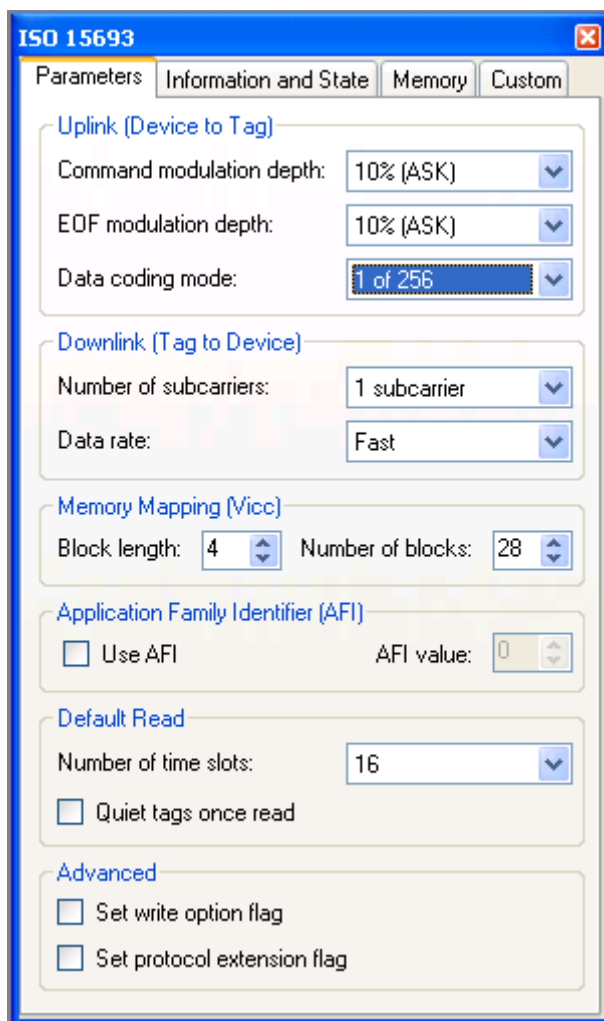 ISO 15693
Parameters Information and State Memory Custom
Uplink (Device to Tag)
Command modulation depth: 10% (ASK)
EOF modulation depth: 10% (ASK)
Data coding mode: 1 of 256
Downlink (Tag to Device)
Number of subcarriers: 1 subcarrier
Data rate: Fast
Memory Mapping (Vicc)
Block length: 4 Number of blocks: 28
Application Family Identifier (AFI)
Use AFI AFI value: 0
Default Read
Number of time slots: 16
Quiet tags once read
Advanced
Set write option flag
Set protocol extension flag